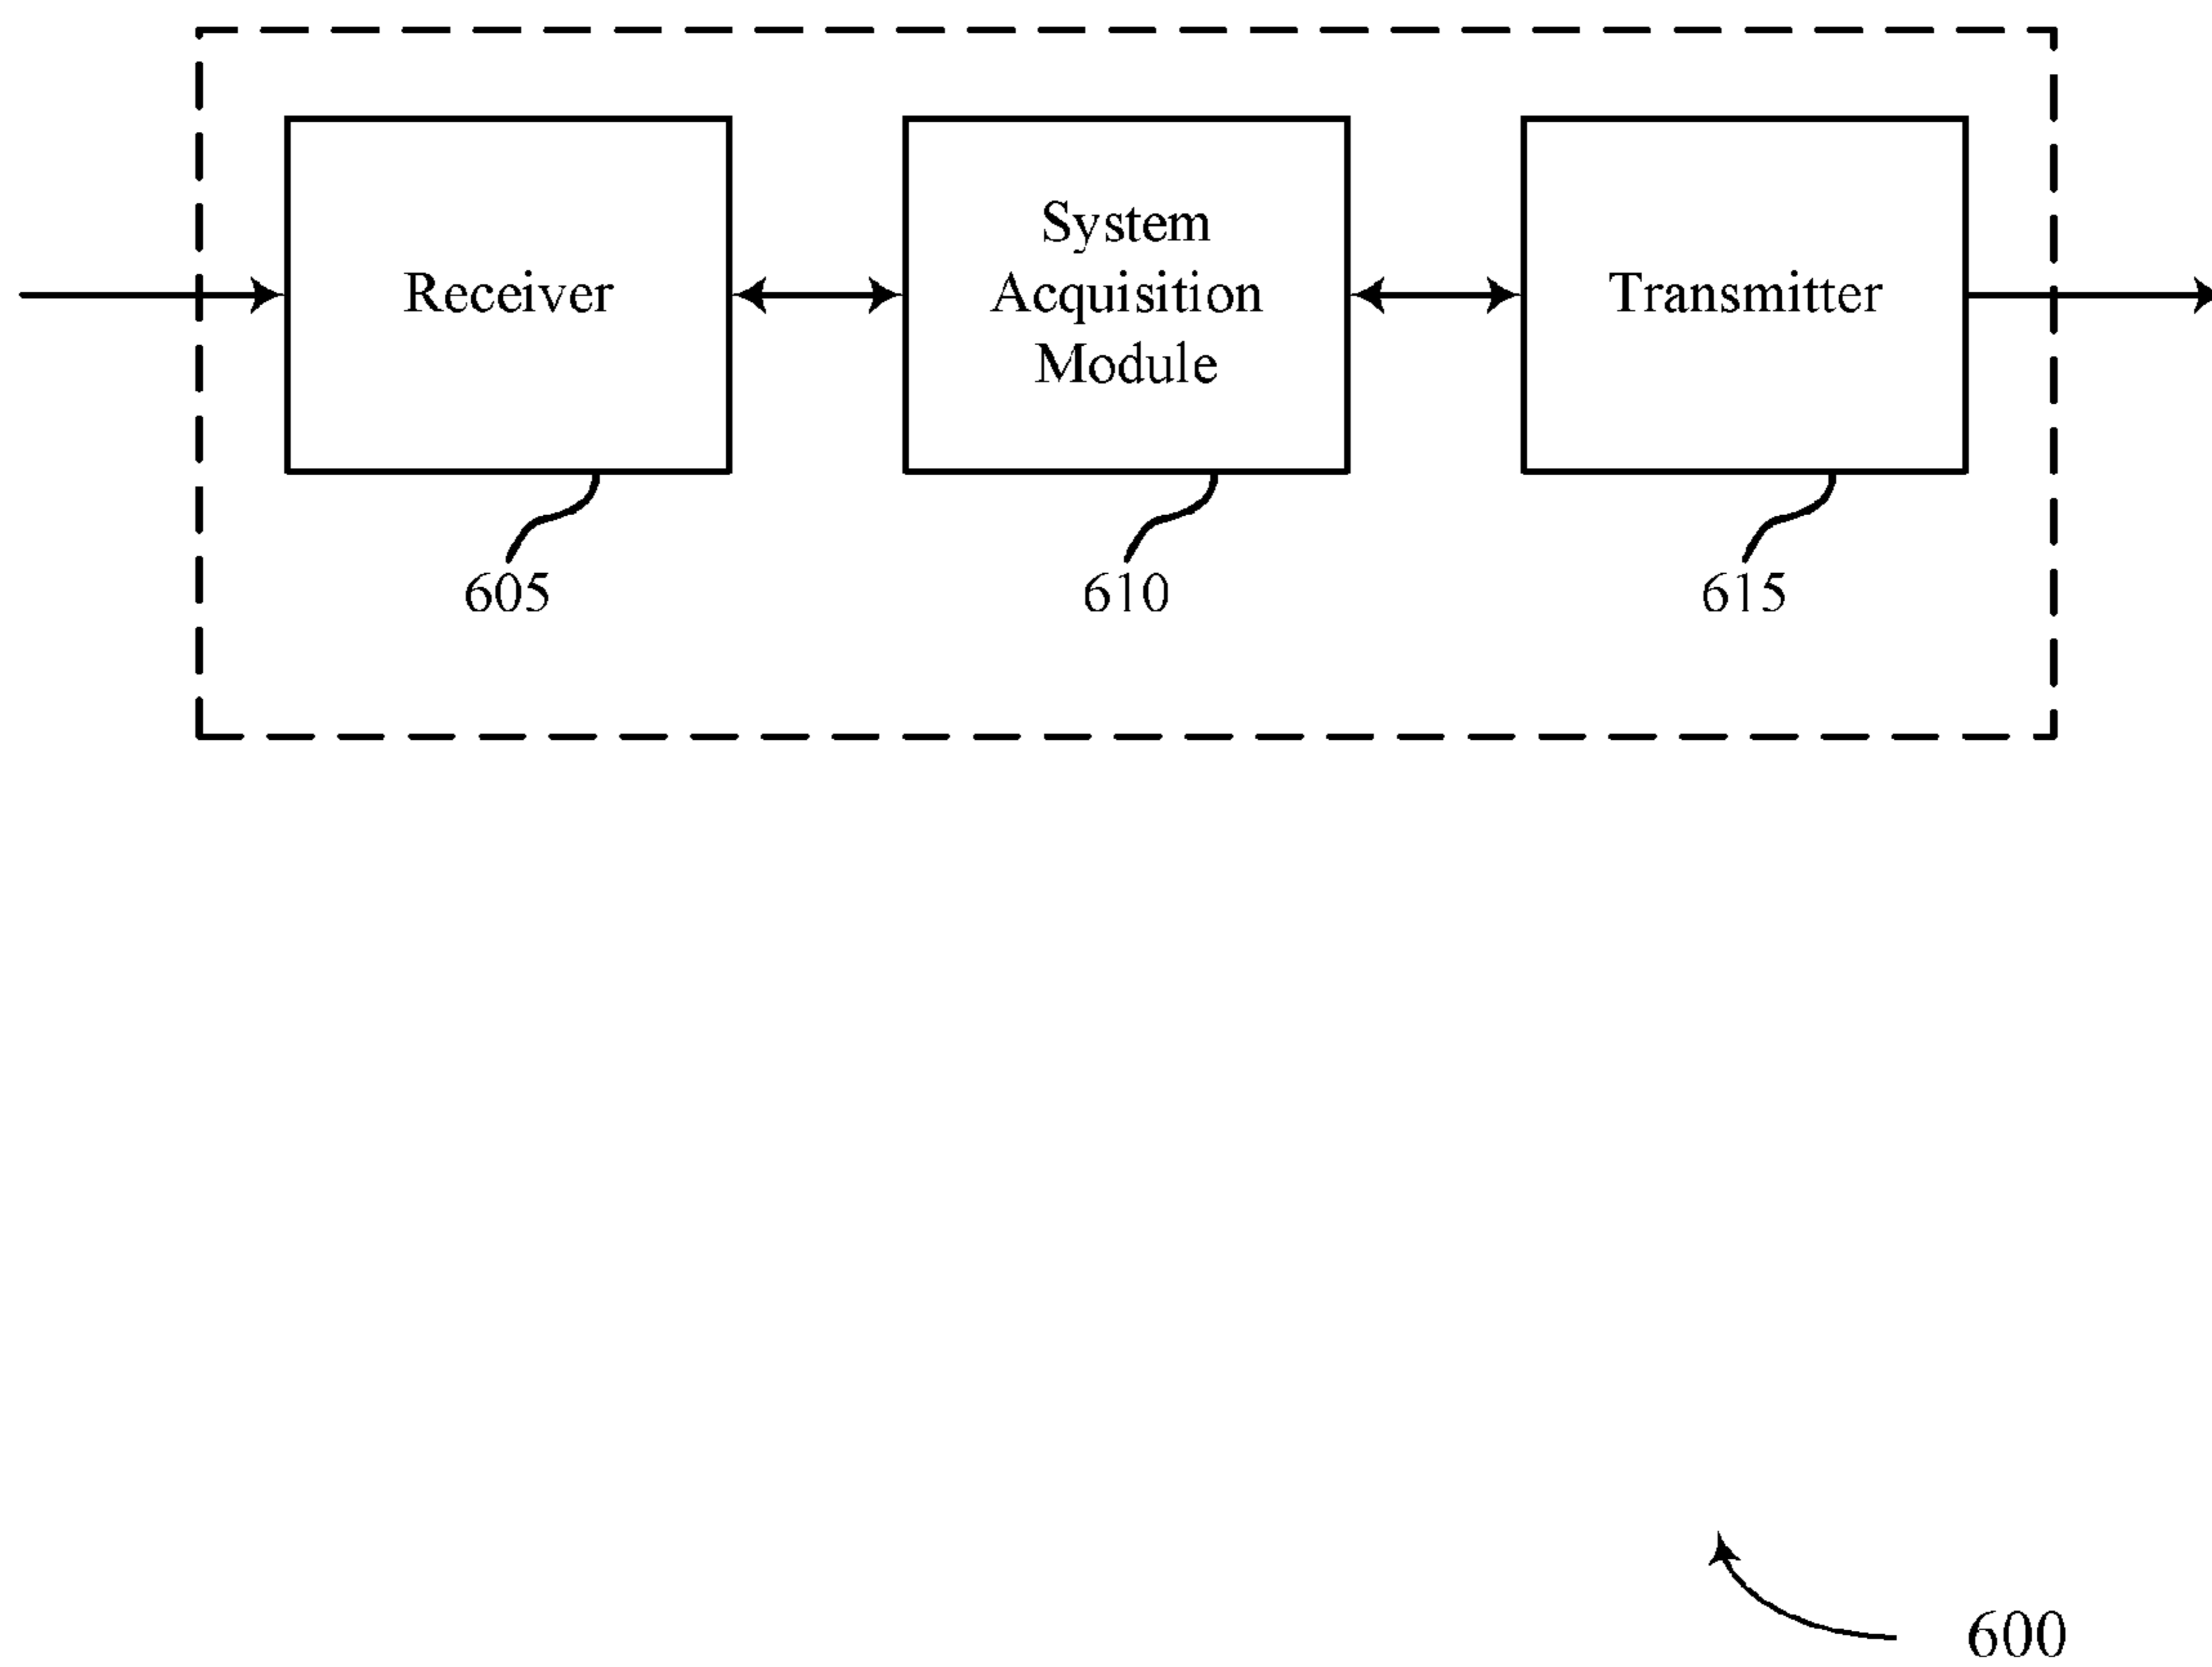 Receiver
System
Acquisition
Module
Transmitter
605
610
615
600